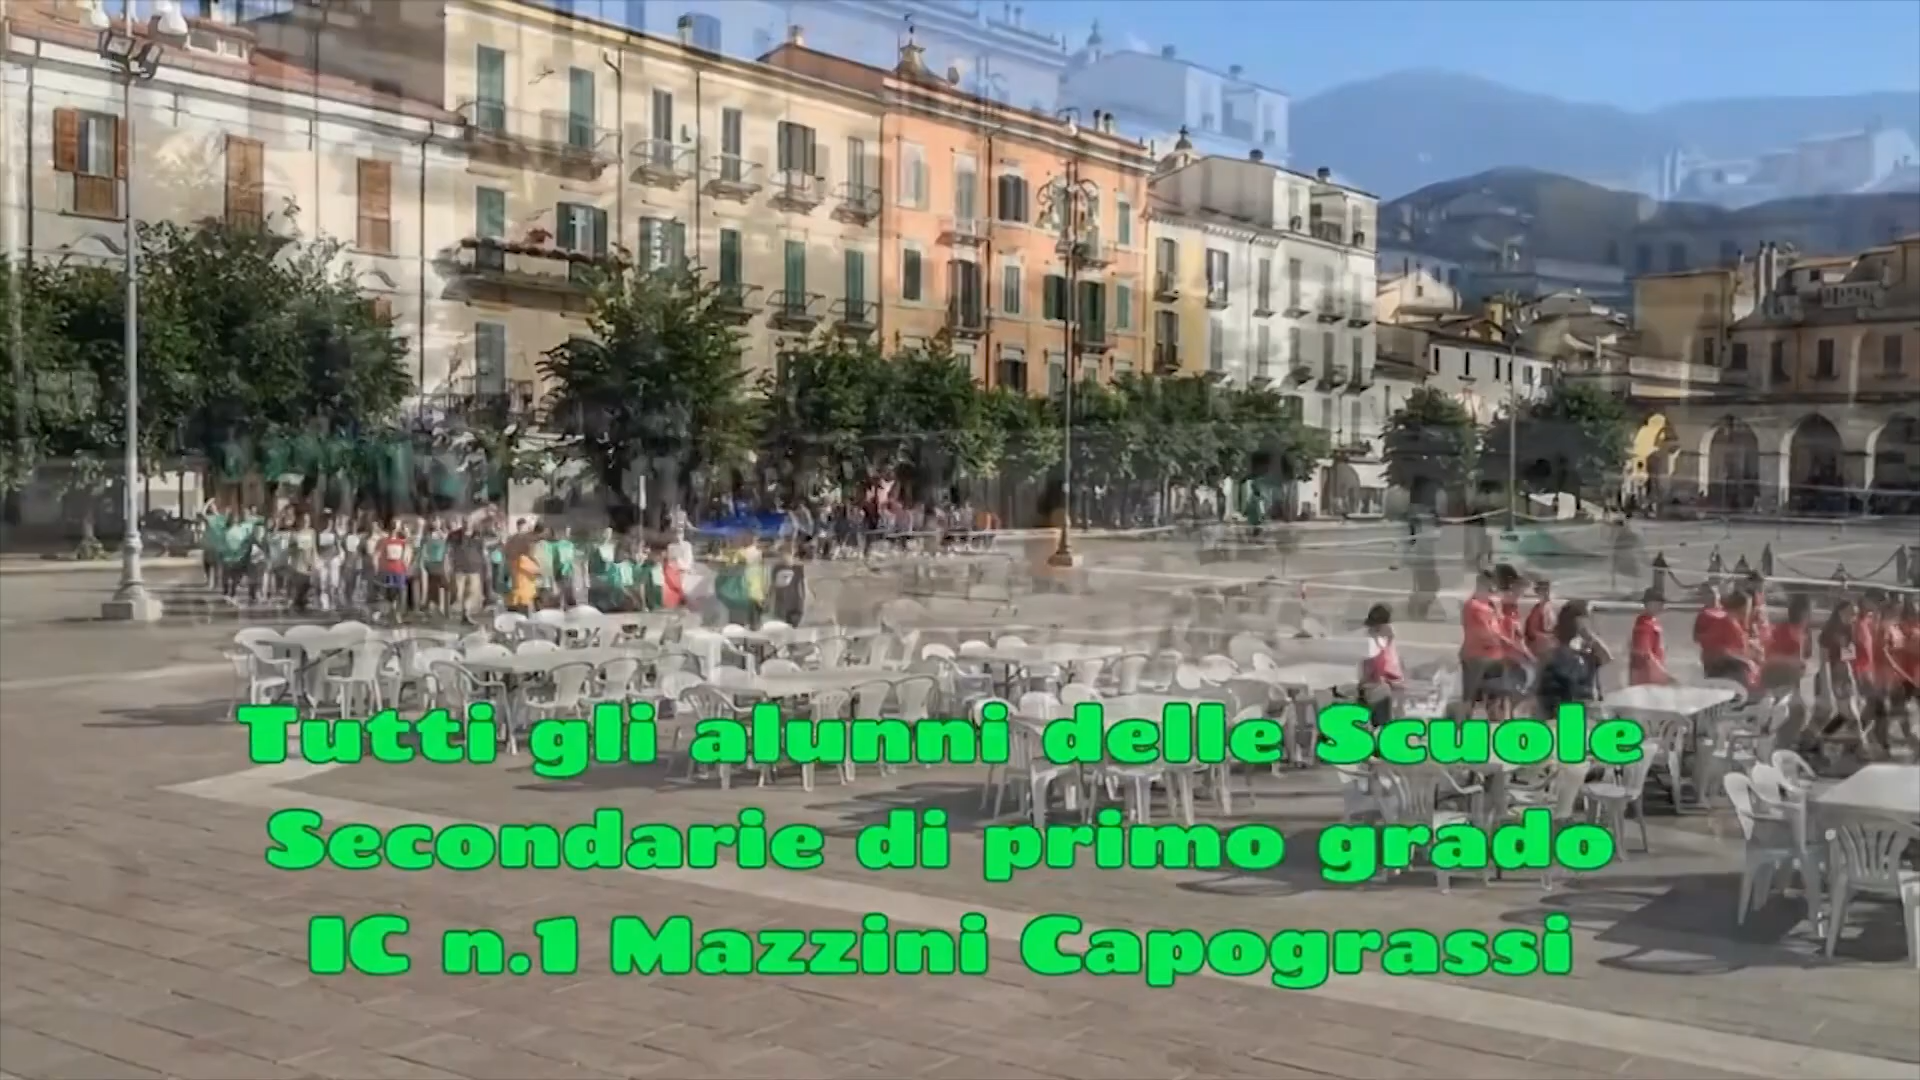 Tutti gli alunni delle Scuole
Secondarie di primo grado
IC n.1 Mazzini Capograssi